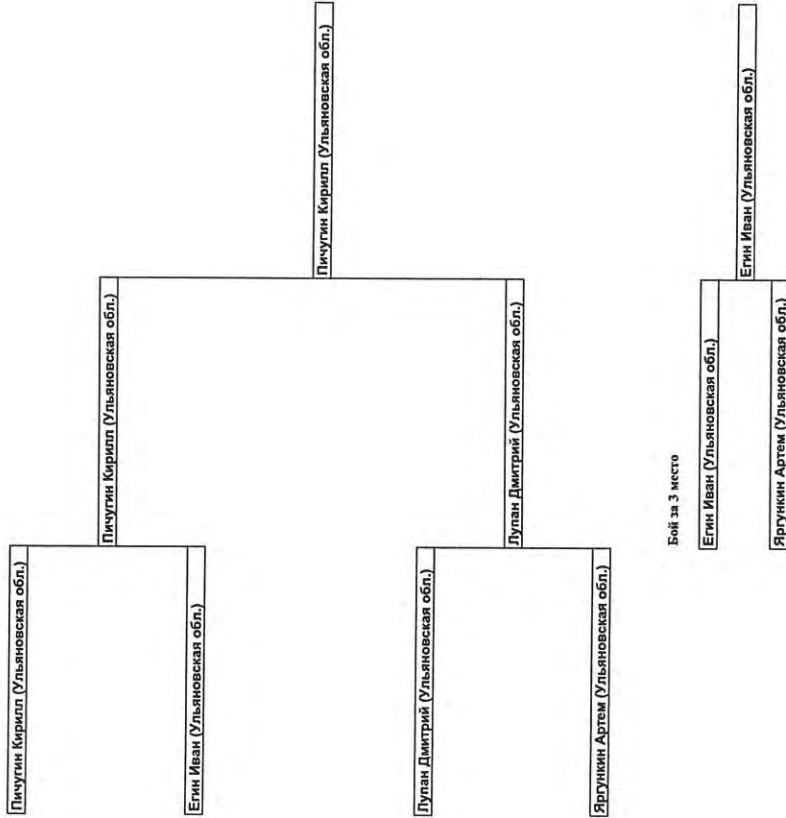 Пичугин Кирилл (Ульяновская обл.)
Егин Иван (Ульяновская обл.)
Лупан Дмитрий (Ульяновская обл.)
Яргункин Артем (Ульяновская обл.)
Пичугин Кирилл (Ульяновская обл.)
Лупан Дмитрий (Ульяновская обл.)
Пичугин Кирилл (Ульяновская обл.)
Бой за 3 место
Егин Иван (Ульяновская обл.)
Яргункин Артем (Ульяновская обл.)
Егин Иван (Ульяновская обл.)